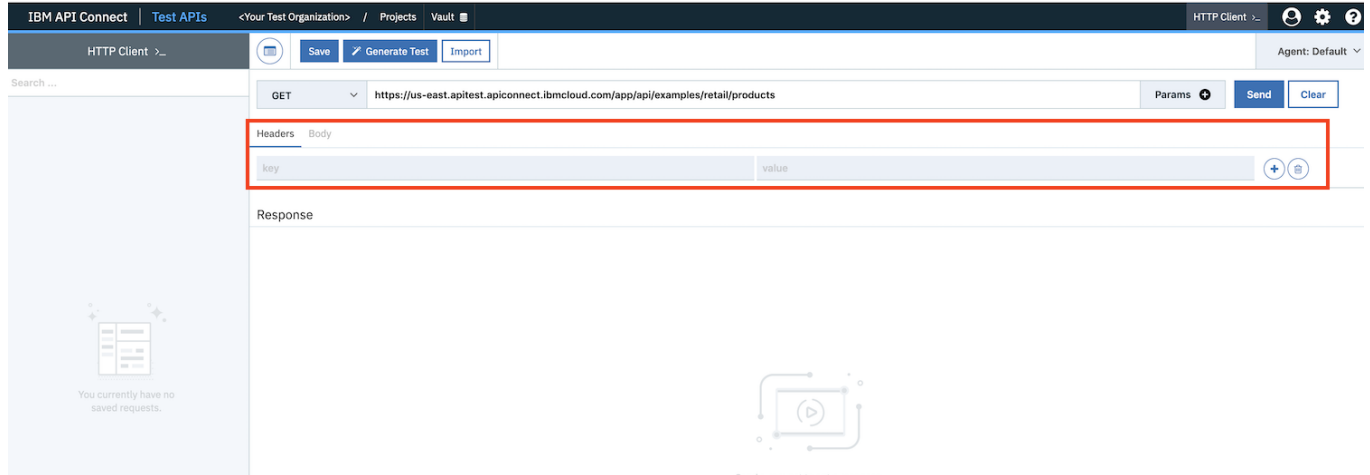 IBM API Connect | Test APIs <Your Test Organization> / Projects Vault HTTP Client >_
HTTP Client >_ Save Generate Test Import Agent: Default
Search ...
GET https://us-east.apitest.apiconnect.ibmcloud.com/app/api/examples/retail/products Params Send Clear
Headers Body
key value
Response
You currently have no
saved requests.